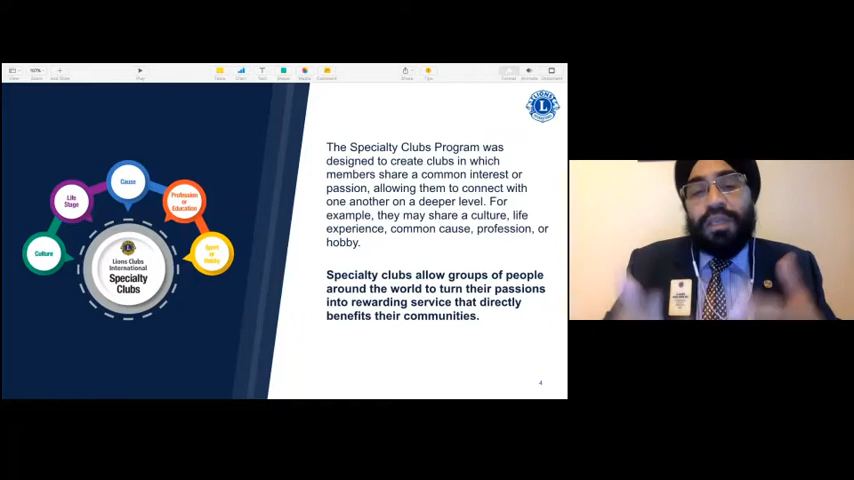 LIONS
L
Cause
Life
Stage
Profession
or
Education
Culture
Sport
or
Hobby
Lions Clubs
International
Specialty
Clubs
The Specialty Clubs Program was
designed to create clubs in which
members share a common interest or
passion, allowing them to connect with
one another on a deeper level. For
example, they may share a culture, life
experience, common cause, profession, or
hobby.
Specialty clubs allow groups of people
around the world to turn their passions
into rewarding service that directly
benefits their communities.
4